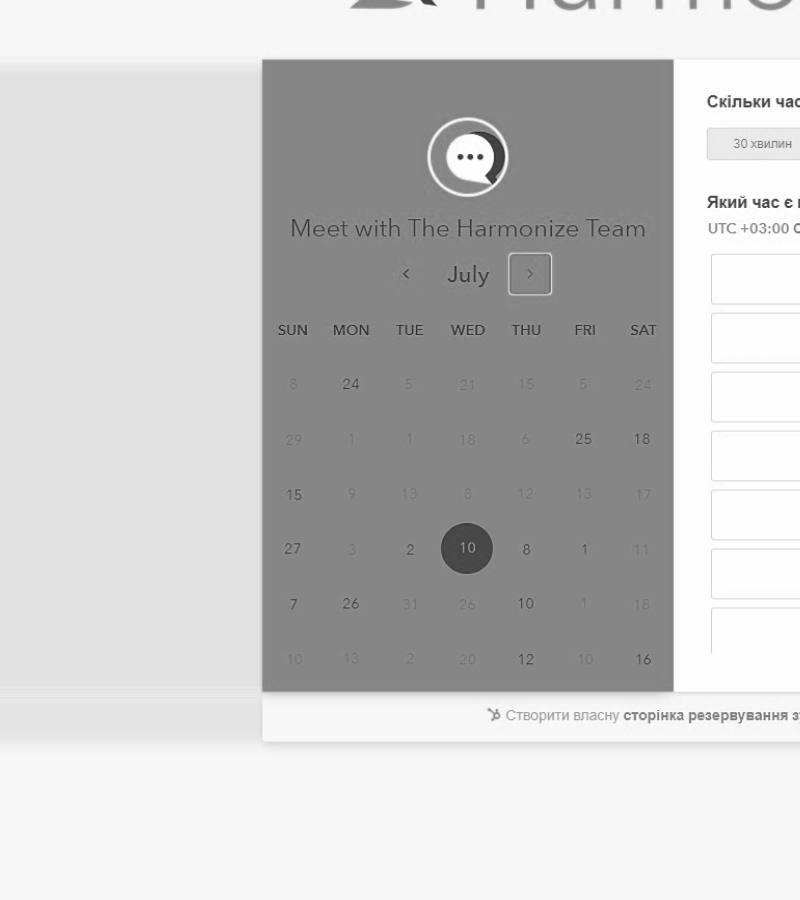 Meet with The Harmonize Team
July
SUN MON TUE WED THU FRI SAT
8 24 5 21 15 5 24
29 1 1 18 6 25 18
15 9 13 8 12 13 17
27 3 2 10 8 1 11
7 26 31 26 10 1 18
10 13 2 20 12 10 16
Скільки час
30 хвилин
Який час є
UTC +03:00
Створити власну сторінка резервування з